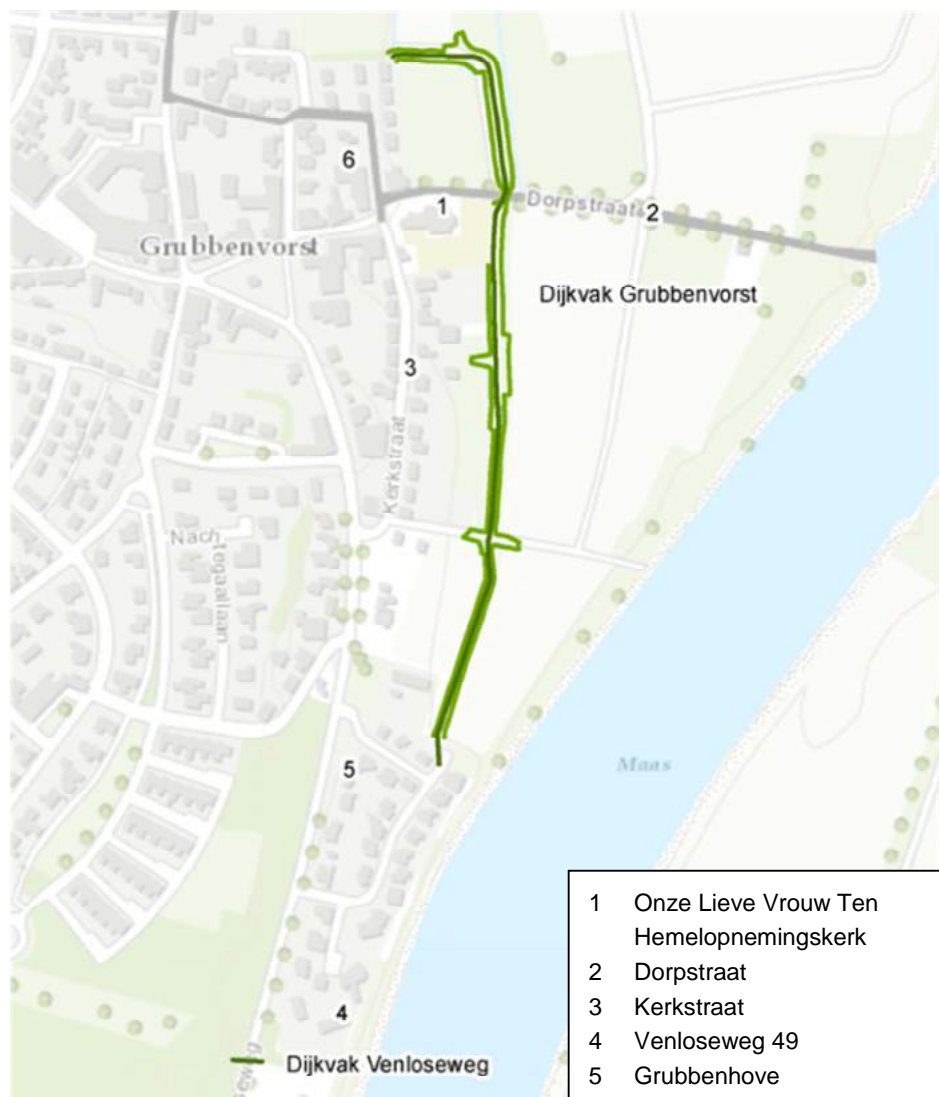 6
1
Dorpstraat 2
Grubbenvorst
Dijkvak Grubbenvorst
3
Kerkstraat
Nach
tegaallaan
5
Maas
4
Dijkvak Venloseweg
seweg
1 Onze Lieve Vrouw Ten
Hemelopnemingskerk
2 Dorpstraat
3 Kerkstraat
4 Venloseweg 49
5 Grubbenhove